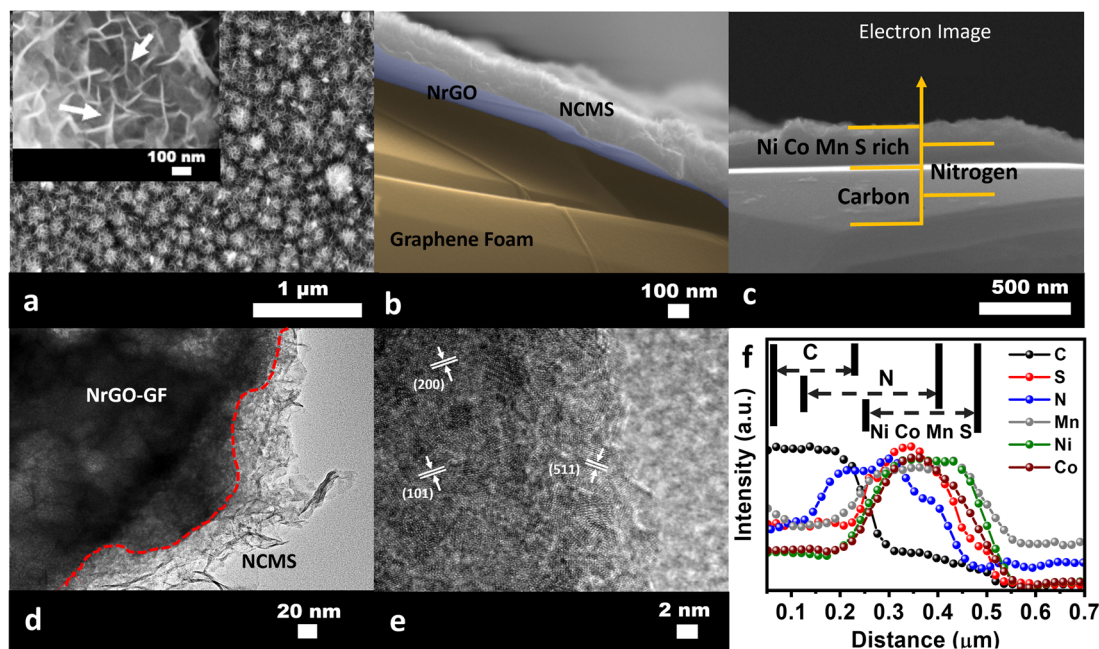 100 nm
a
1 µm
NrGO
NCMS
Graphene Foam
b
100 nm
Electron Image
Ni Co Mn S rich
Nitrogen
Carbon
c
500 nm
NrGO-GF
NCMS
d
20 nm
(200)
(101)
(511)
e
2 nm
f
C
N
Ni Co Mn S
C
S
N
Mn
Ni
Co
Intensity (a.u.)
0.1 0.2 0.3 0.4 0.5 0.6 0.7
Distance (µm)